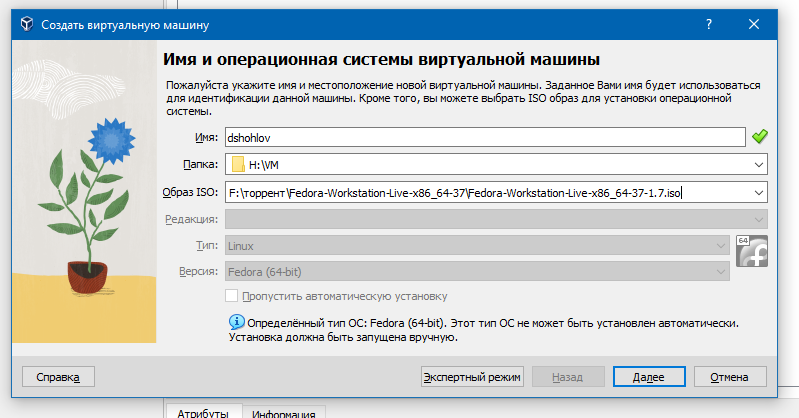 Создать виртуальную машину
?
Имя и операционная системы виртуальной машины
Пожалуйста укажите имя и местоположение новой виртуальной машины. Заданное Вами имя будет использоваться
для идентификации данной машины. Кроме того, вы можете выбрать ISO образ для установки операционной
системы.
Имя: dshohlov
Папка: H:\VM
Образ ISO: F:\торрент\Fedora-Workstation-Live-x86_64-37\Fedora-Workstation-Live-x86_64-37-1.7.iso
Редакция:
Тип: Linux
64
Версия: Fedora (64-bit)
Пропустить автоматическую установку
Определённый тип ОС: Fedora (64-bit). Этот тип ОС не может быть установлен автоматически.
Установка должна быть запущена вручную.
Справка Экспертный режим Назад Далее Отмена
Атрибуты Информация